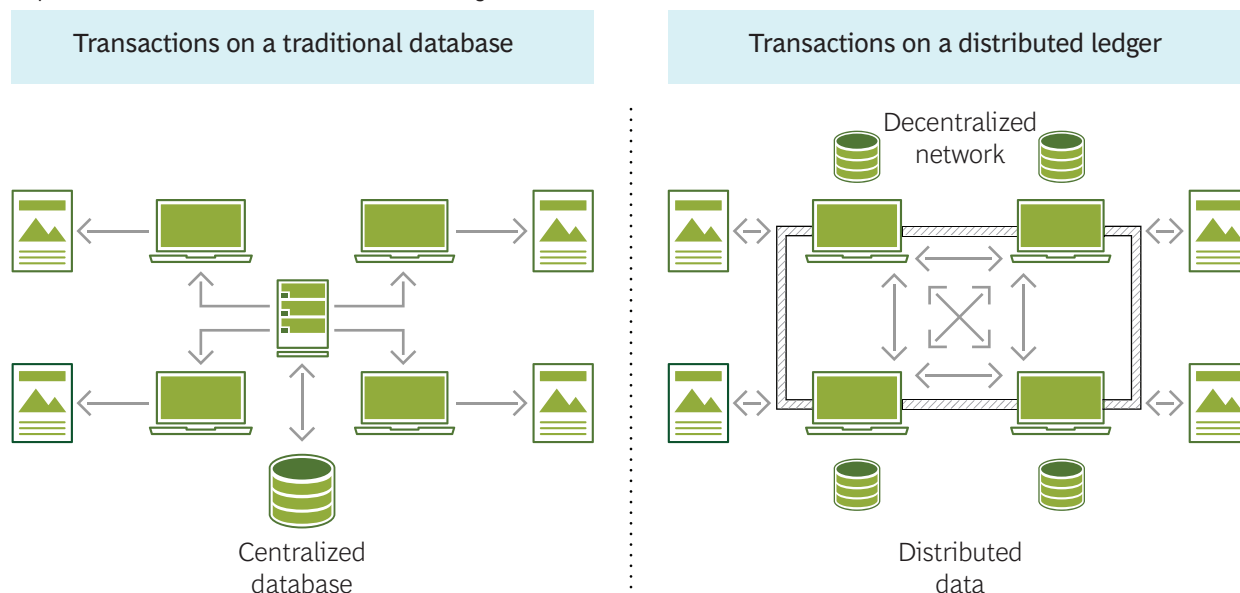 Transactions on a traditional database
Transactions on a distributed ledger
Decentralized
network
Centralized
database
Distributed
data